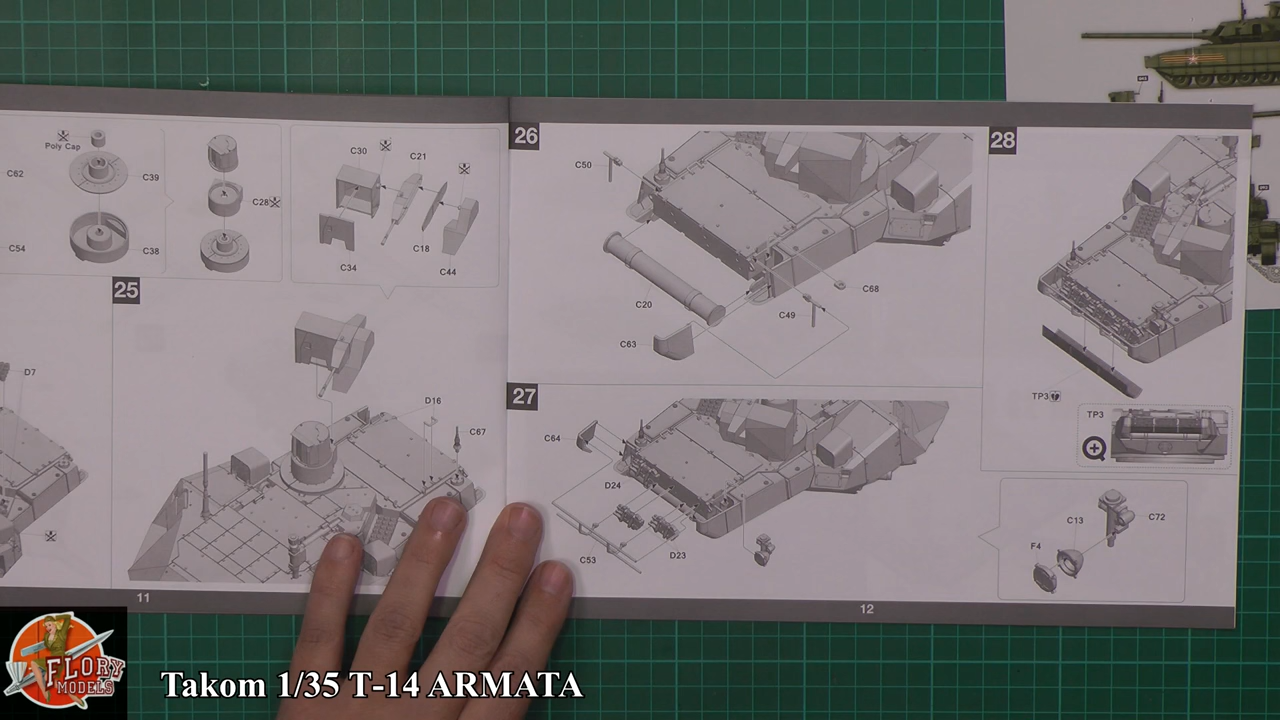 Poly Cap
C62
C39
C54
C38
C28
C30
C21
C34
C18
C44
25
D7
D16
C67
11
26
C50
C20
C63
C49
C68
27
C64
D24
C53
D23
12
28
TP3
TP3
C13
C72
F4
FLORY
MODELS
Takom 1/35 T-14 ARMATA